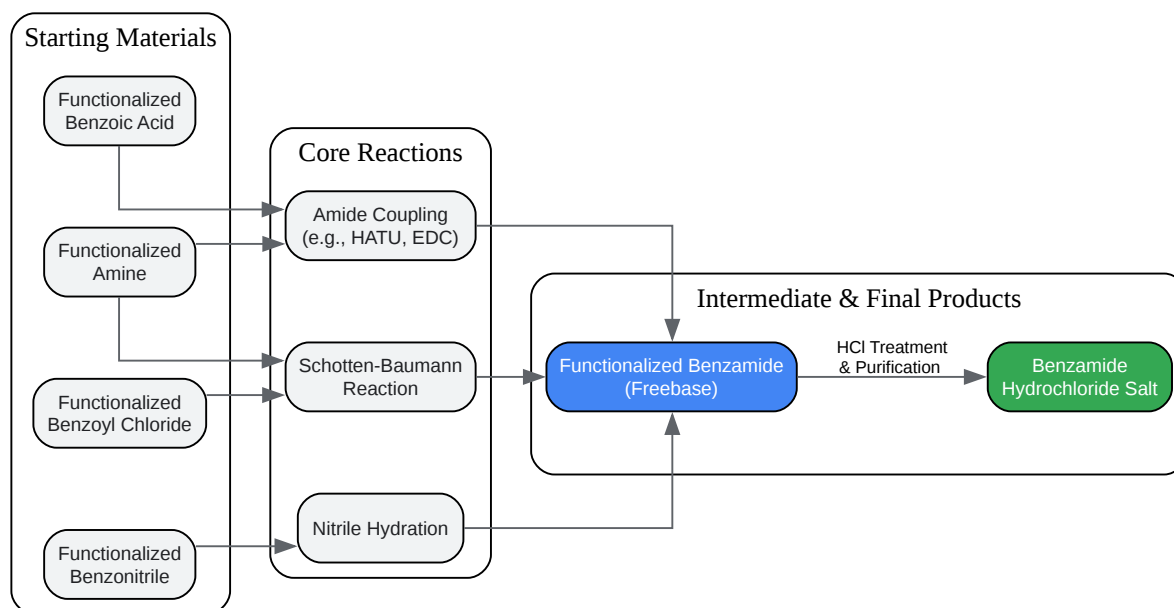 Starting Materials
Functionalized
Benzoic Acid
Functionalized
Amine
Functionalized
Benzoyl Chloride
Functionalized
Benzonitrile
Core Reactions
Amide Coupling
(e.g., HATU, EDC)
Schotten-Baumann
Reaction
Nitrile Hydration
Intermediate & Final Products
Functionalized Benzamide
(Freebase)
HCl Treatment
& Purification
Benzamide
Hydrochloride Salt